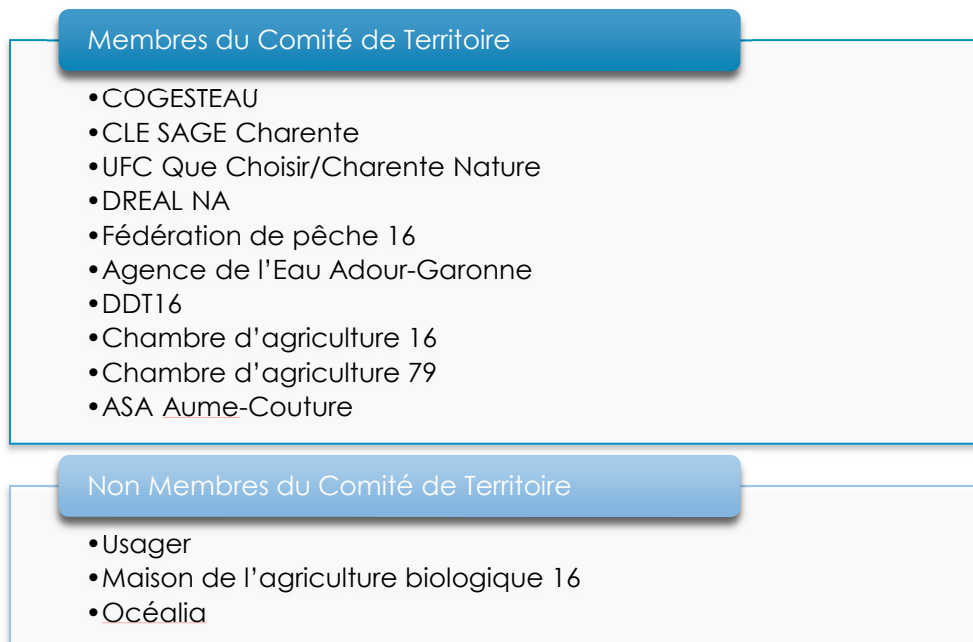 Membres du Comité de Territoire
•COGESTEAU
•CLE SAGE Charente
•UFC Que Choisir/Charente Nature
•DREAL NA
•Fédération de pêche 16
•Agence de l’Eau Adour-Garonne
•DDT16
•Chambre d’agriculture 16
•Chambre d’agriculture 79
•ASA Aume-Couture
Non Membres du Comité de Territoire
•Usager
•Maison de l’agriculture biologique 16
•Océalia